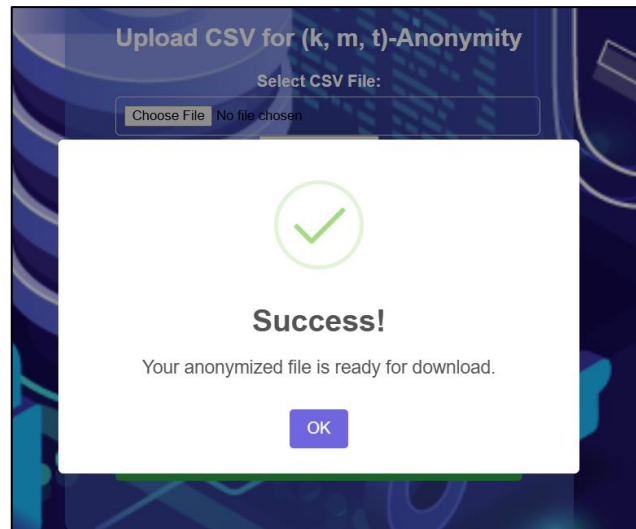 Upload CSV for (k, m, t)-Anonymity
Select CSV File:
Choose File No file chosen
Success!
Your anonymized file is ready for download.
OK